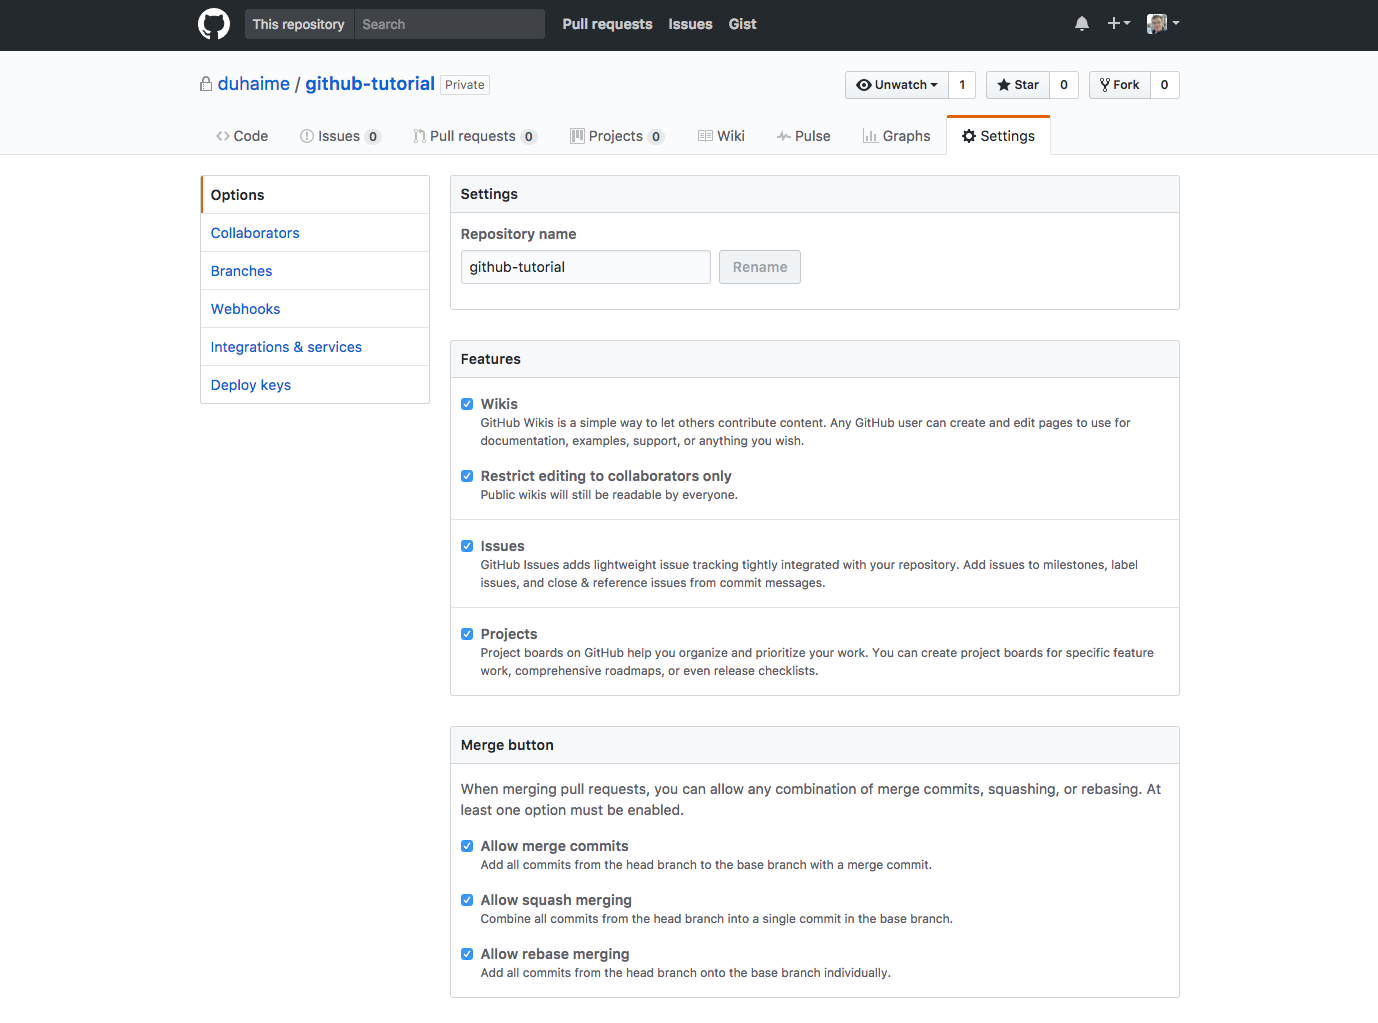 This repository Search Pull requests Issues Gist
duhaime / github-tutorial Private Unwatch 1 Star 0 Fork 0
Code Issues 0 Pull requests 0 Projects 0 Wiki Pulse Graphs Settings
Options
Collaborators
Branches
Webhooks
Integrations & services
Deploy keys
Settings
Repository name
github-tutorial Rename
Features
Wikis
GitHub Wikis is a simple way to let others contribute content. Any GitHub user can create and edit pages to use for
documentation, examples, support, or anything you wish.
Restrict editing to collaborators only
Public wikis will still be readable by everyone.
Issues
GitHub Issues adds lightweight issue tracking tightly integrated with your repository. Add issues to milestones, label
issues, and close & reference issues from commit messages.
Projects
Project boards on GitHub help you organize and prioritize your work. You can create project boards for specific feature
work, comprehensive roadmaps, or even release checklists.
Merge button
When merging pull requests, you can allow any combination of merge commits, squashing, or rebasing. At
least one option must be enabled.
Allow merge commits
Add all commits from the head branch to the base branch with a merge commit.
Allow squash merging
Combine all commits from the head branch into a single commit in the base branch.
Allow rebase merging
Add all commits from the head branch onto the base branch individually.